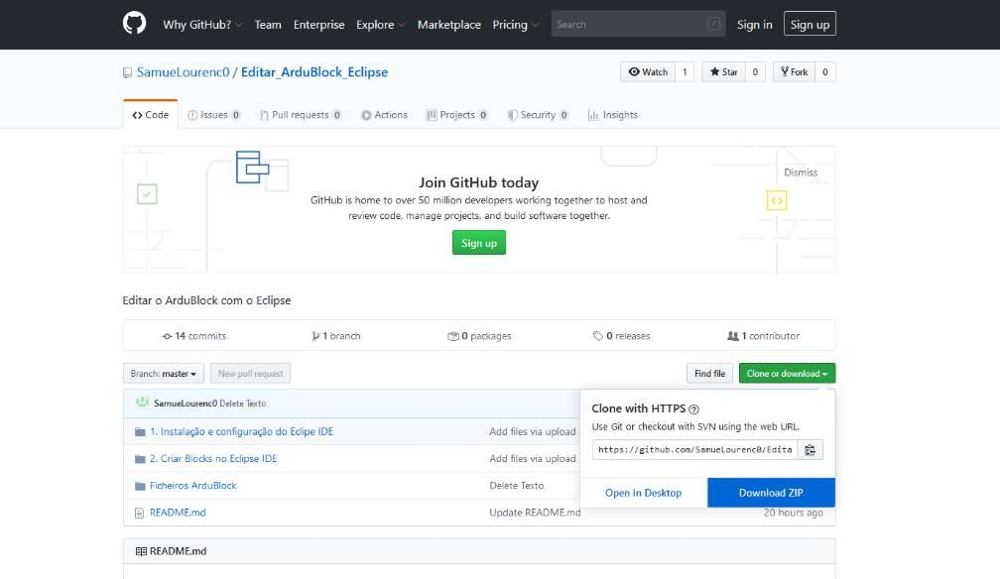 Why GitHub? Team Enterprise Explore Marketplace Pricing Search / Sign in Sign up
SamueLourenc0 / Editar_ArduBlock_Eclipse Watch 1 Star 0 Fork 0
Code Issues 0 Pull requests 0 Actions Projects 0 Security 0 Insights
Dismiss
Join GitHub today
GitHub is home to over 50 million developers working together to host and
review code, manage projects, and build software together.
Sign up
Editar o ArduBlock com o Eclipse
14 commits 1 branch 0 packages 0 releases 1 contributor
Branch: master New pull request Find file Clone or download
SamueLourenc0 Delete Texto
1. Instalação e configuração do Eclipe IDE Add files via upload
2. Criar Blocks no Eclipse IDE Add files via upload
Ficheiros ArduBlock Delete Texto
README.md Update README.md 20 hours ago
Clone with HTTPS
Use Git or checkout with SVN using the web URL.
https://github.com/SamueLourenc0/Edita
Open in Desktop Download ZIP
README.md